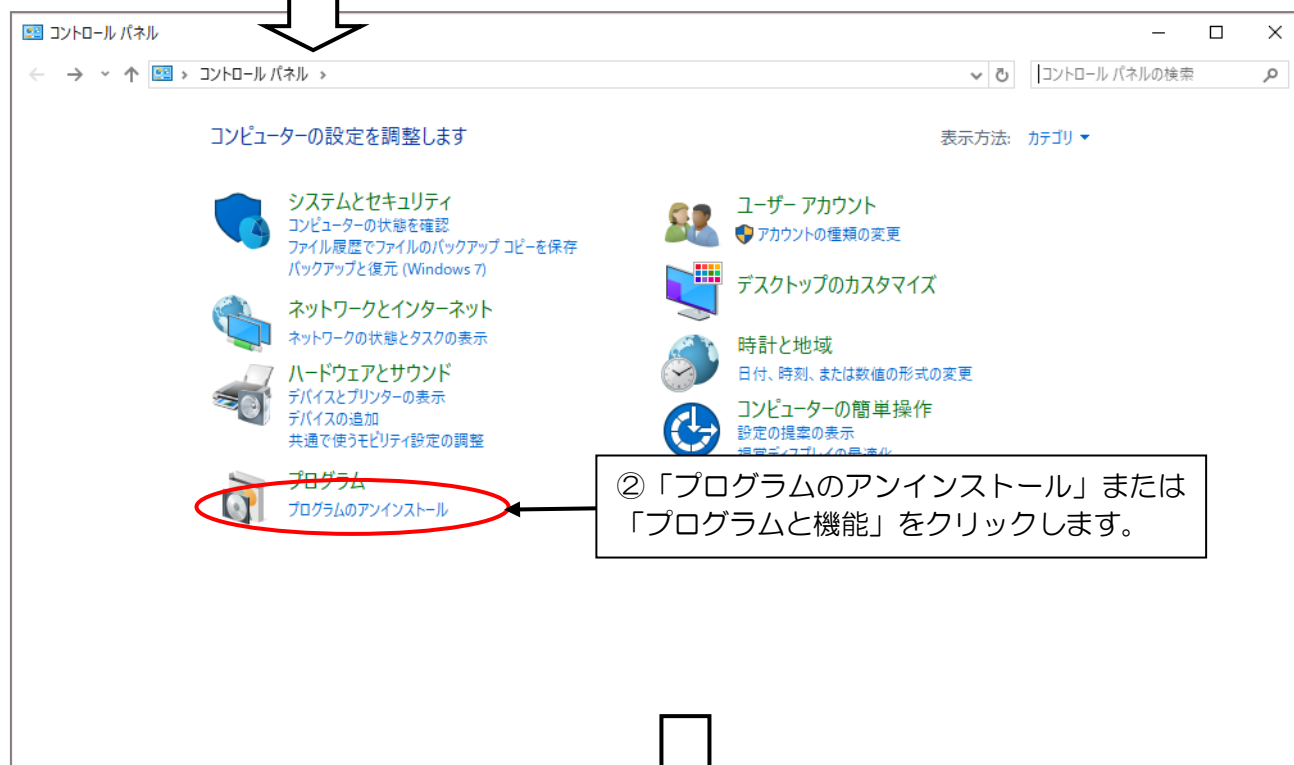 コントロール パネル
コントロール パネル
コントロール パネルの検索
コンピューターの設定を調整します
表示方法: カテゴリ
システムとセキュリティ
コンピューターの状態を確認
ファイル履歴でファイルのバックアップ コピーを保存
バックアップと復元 (Windows 7)
ネットワークとインターネット
ネットワークの状態とタスクの表示
ハードウェアとサウンド
デバイスとプリンターの表示
デバイスの追加
共通で使うモビリティ設定の調整
プログラム
プログラムのアンインストール
ユーザー アカウント
アカウントの種類の変更
デスクトップのカスタマイズ
時計と地域
日付、時刻、または数値の形式の変更
コンピューターの簡単操作
設定の提案の表示
視覚ディスプレイの最適化
②「プログラムのアンインストール」または
「プログラムと機能」をクリックします。